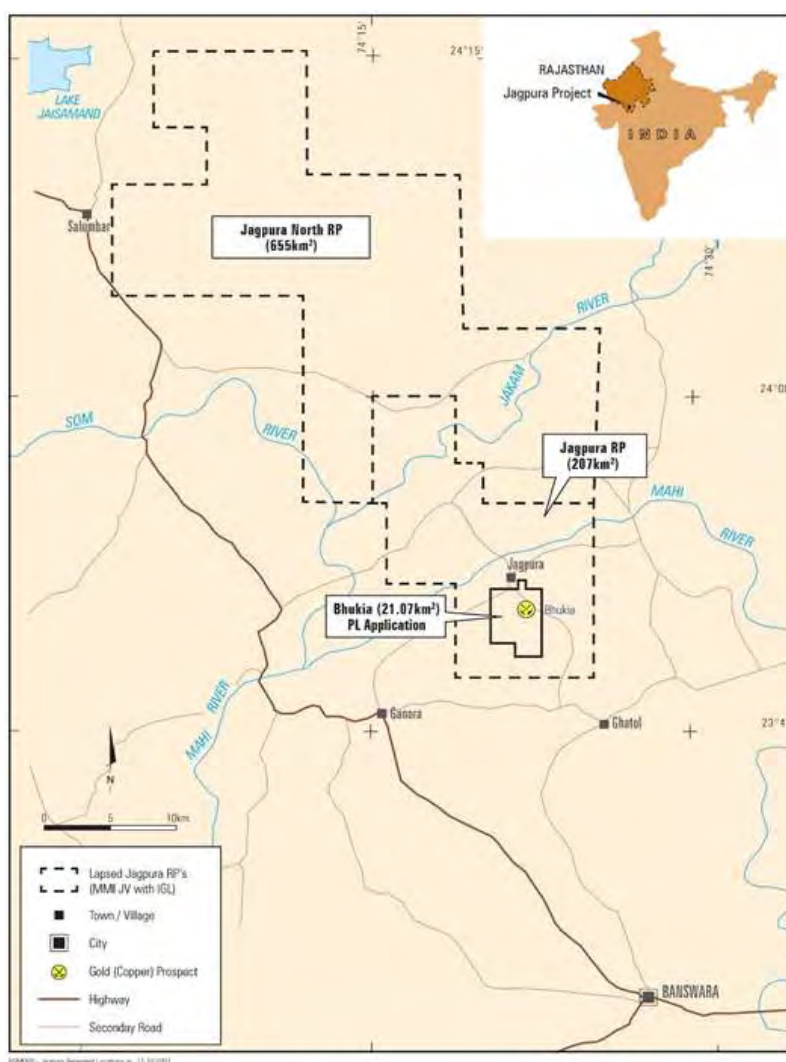 74°15'
24°15'
LAKE
JAISAMAND
RAJASTHAN
Jagpura Project
INDIA
Salumbar
Jagpura North RP
(655km²)
74°30'
RIVER
JAKAM
SOM
RIVER
Jagpura RP
(207km²)
MAHI
RIVER
Jagpura
Bhukia
Bhukia (21.07km²)
PL Application
RIVER
MAHI
Ganora
Ghatol
N
0 5 10km
Lapsed Jagpura RP's
(MMI JV with IGL)
Town / Village
City
Gold (Copper) Prospect
Highway
Seconday Road
BANSWARA